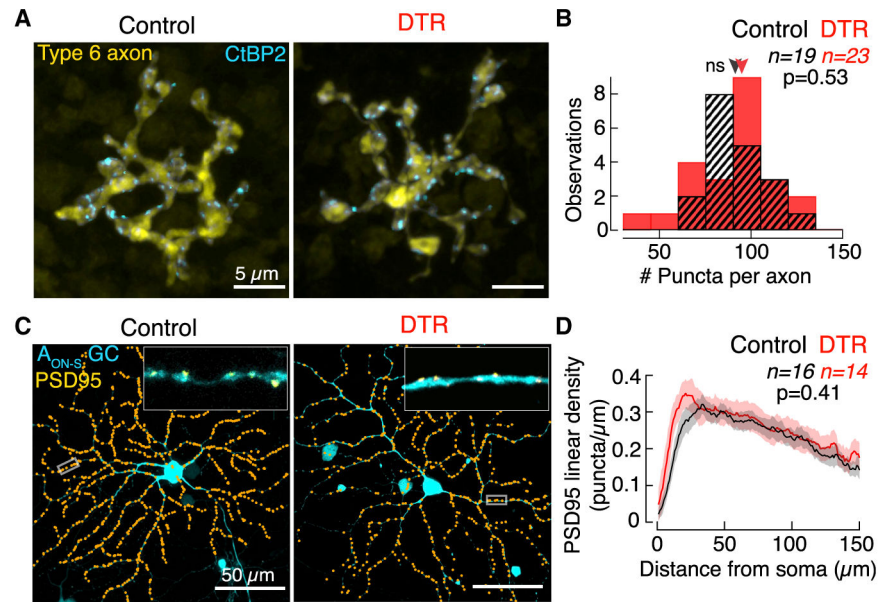 A
Control
DTR
Type 6 axon
CtBP2
5 µm
B
Control DTR
n=19 n=23
ns
p=0.53
Observations
8
6
4
2
0
50
100
150
# Puncta per axon
C
Control
DTR
AON-S GC
PSD95
50 µm
D
Control DTR
n=16 n=14
p=0.41
PSD95 linear density
(puncta/µm)
0.4
0.3
0.2
0.1
0
0
50
100
150
Distance from soma (µm)